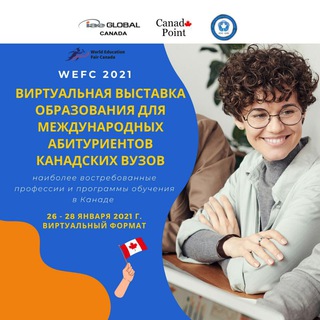 GLOBAL
CANADA
Canad
Point
World Education
Fair Canada
WEFC 2021
ВИРТУАЛЬНАЯ ВЫСТАВКА
ОБРАЗОВАНИЯ ДЛЯ
МЕЖДУНАРОДНЫХ
АБИТУРИЕНТОВ
КАНАДСКИХ ВУЗОВ
наиболее востребованные
профессии и программы обучения
в Канаде
26 - 28 ЯНВАРЯ 2021 Г.
ВИРТУАЛЬНЫЙ ФОРМАТ